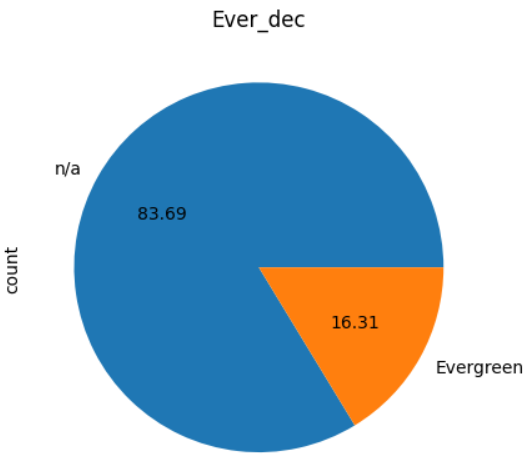 Ever_dec
n/a
83.69
count
16.31
Evergreen